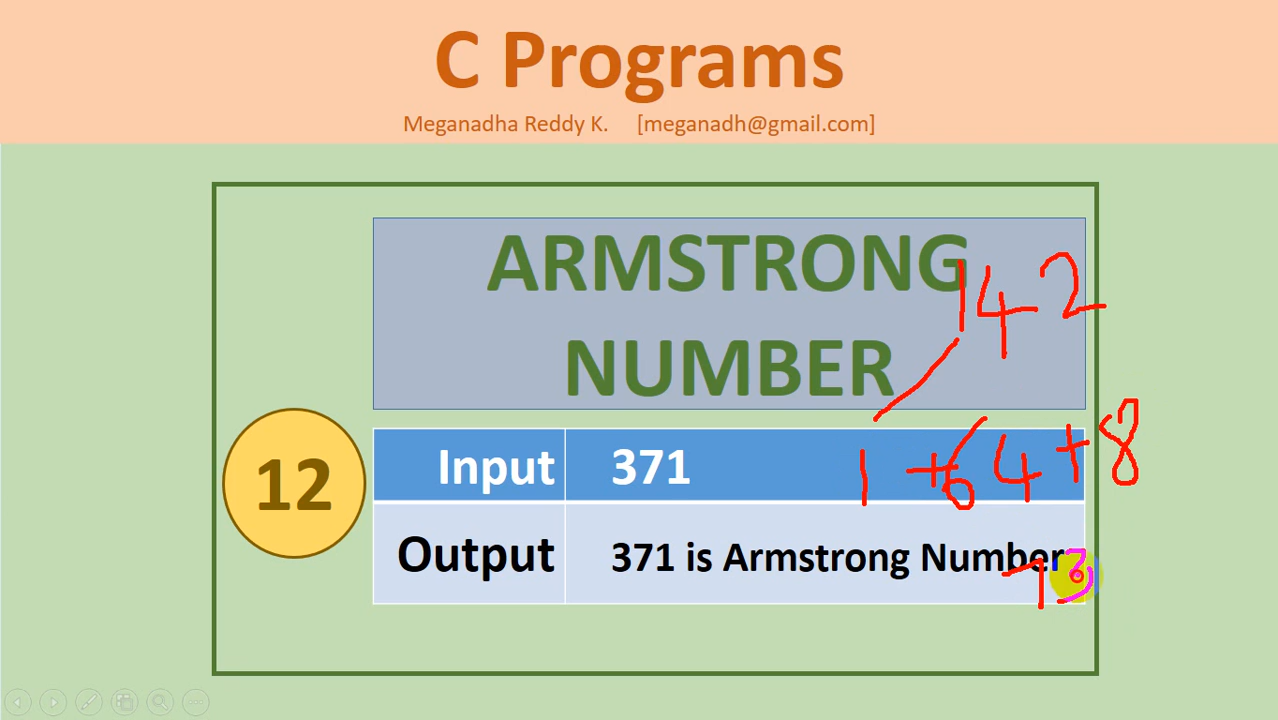 C Programs
Meganadha Reddy K. [meganadh@gmail.com]
ARMSTRONG
NUMBER
142
1 + 64 + 8
12
Input 371
Output 371 is Armstrong Number
73